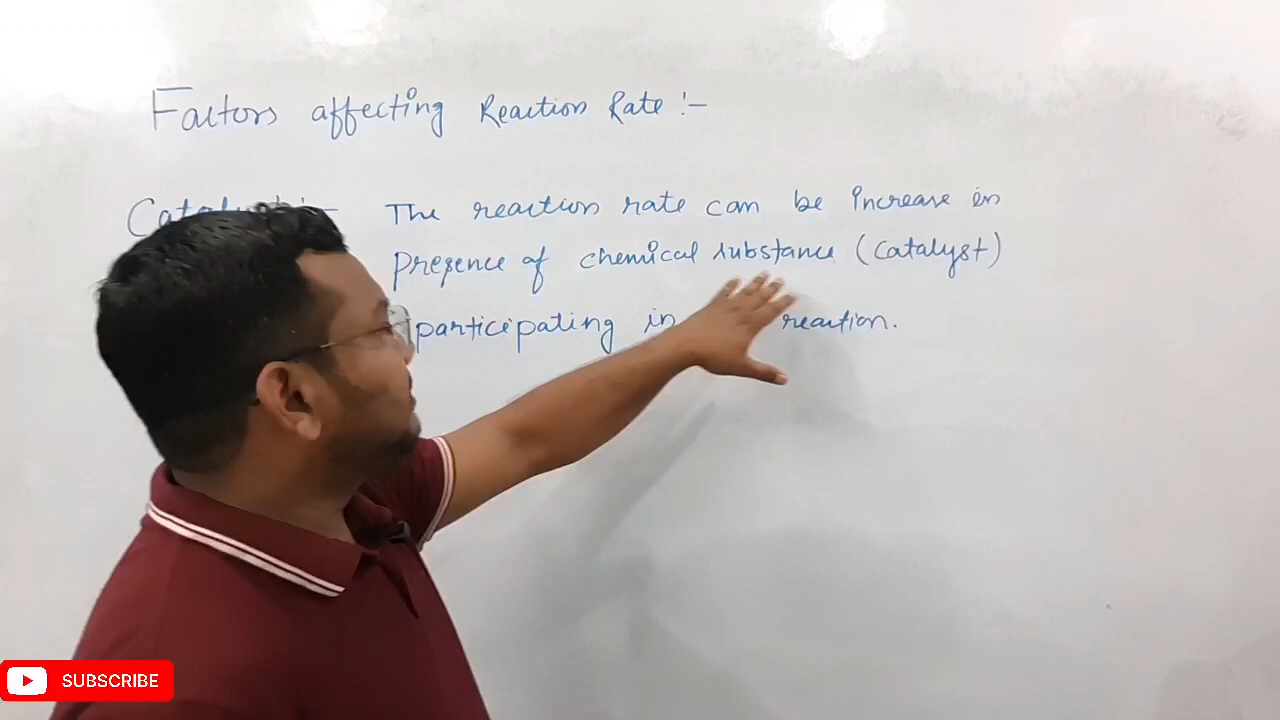 Factors affecting Reaction Rate :-
The reaction rate can be increase in
presence of chemical substance (catalyst)
participating in reaction.
SUBSCRIBE